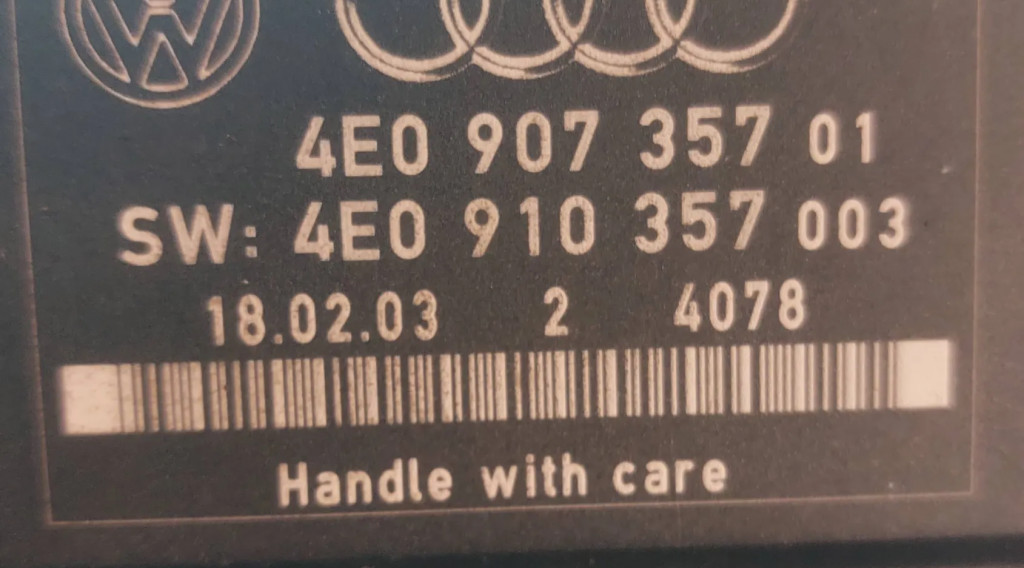 4E0 907 357 01
SW: 4E0 910 357 003
18.02.03 2 4078
Handle with care